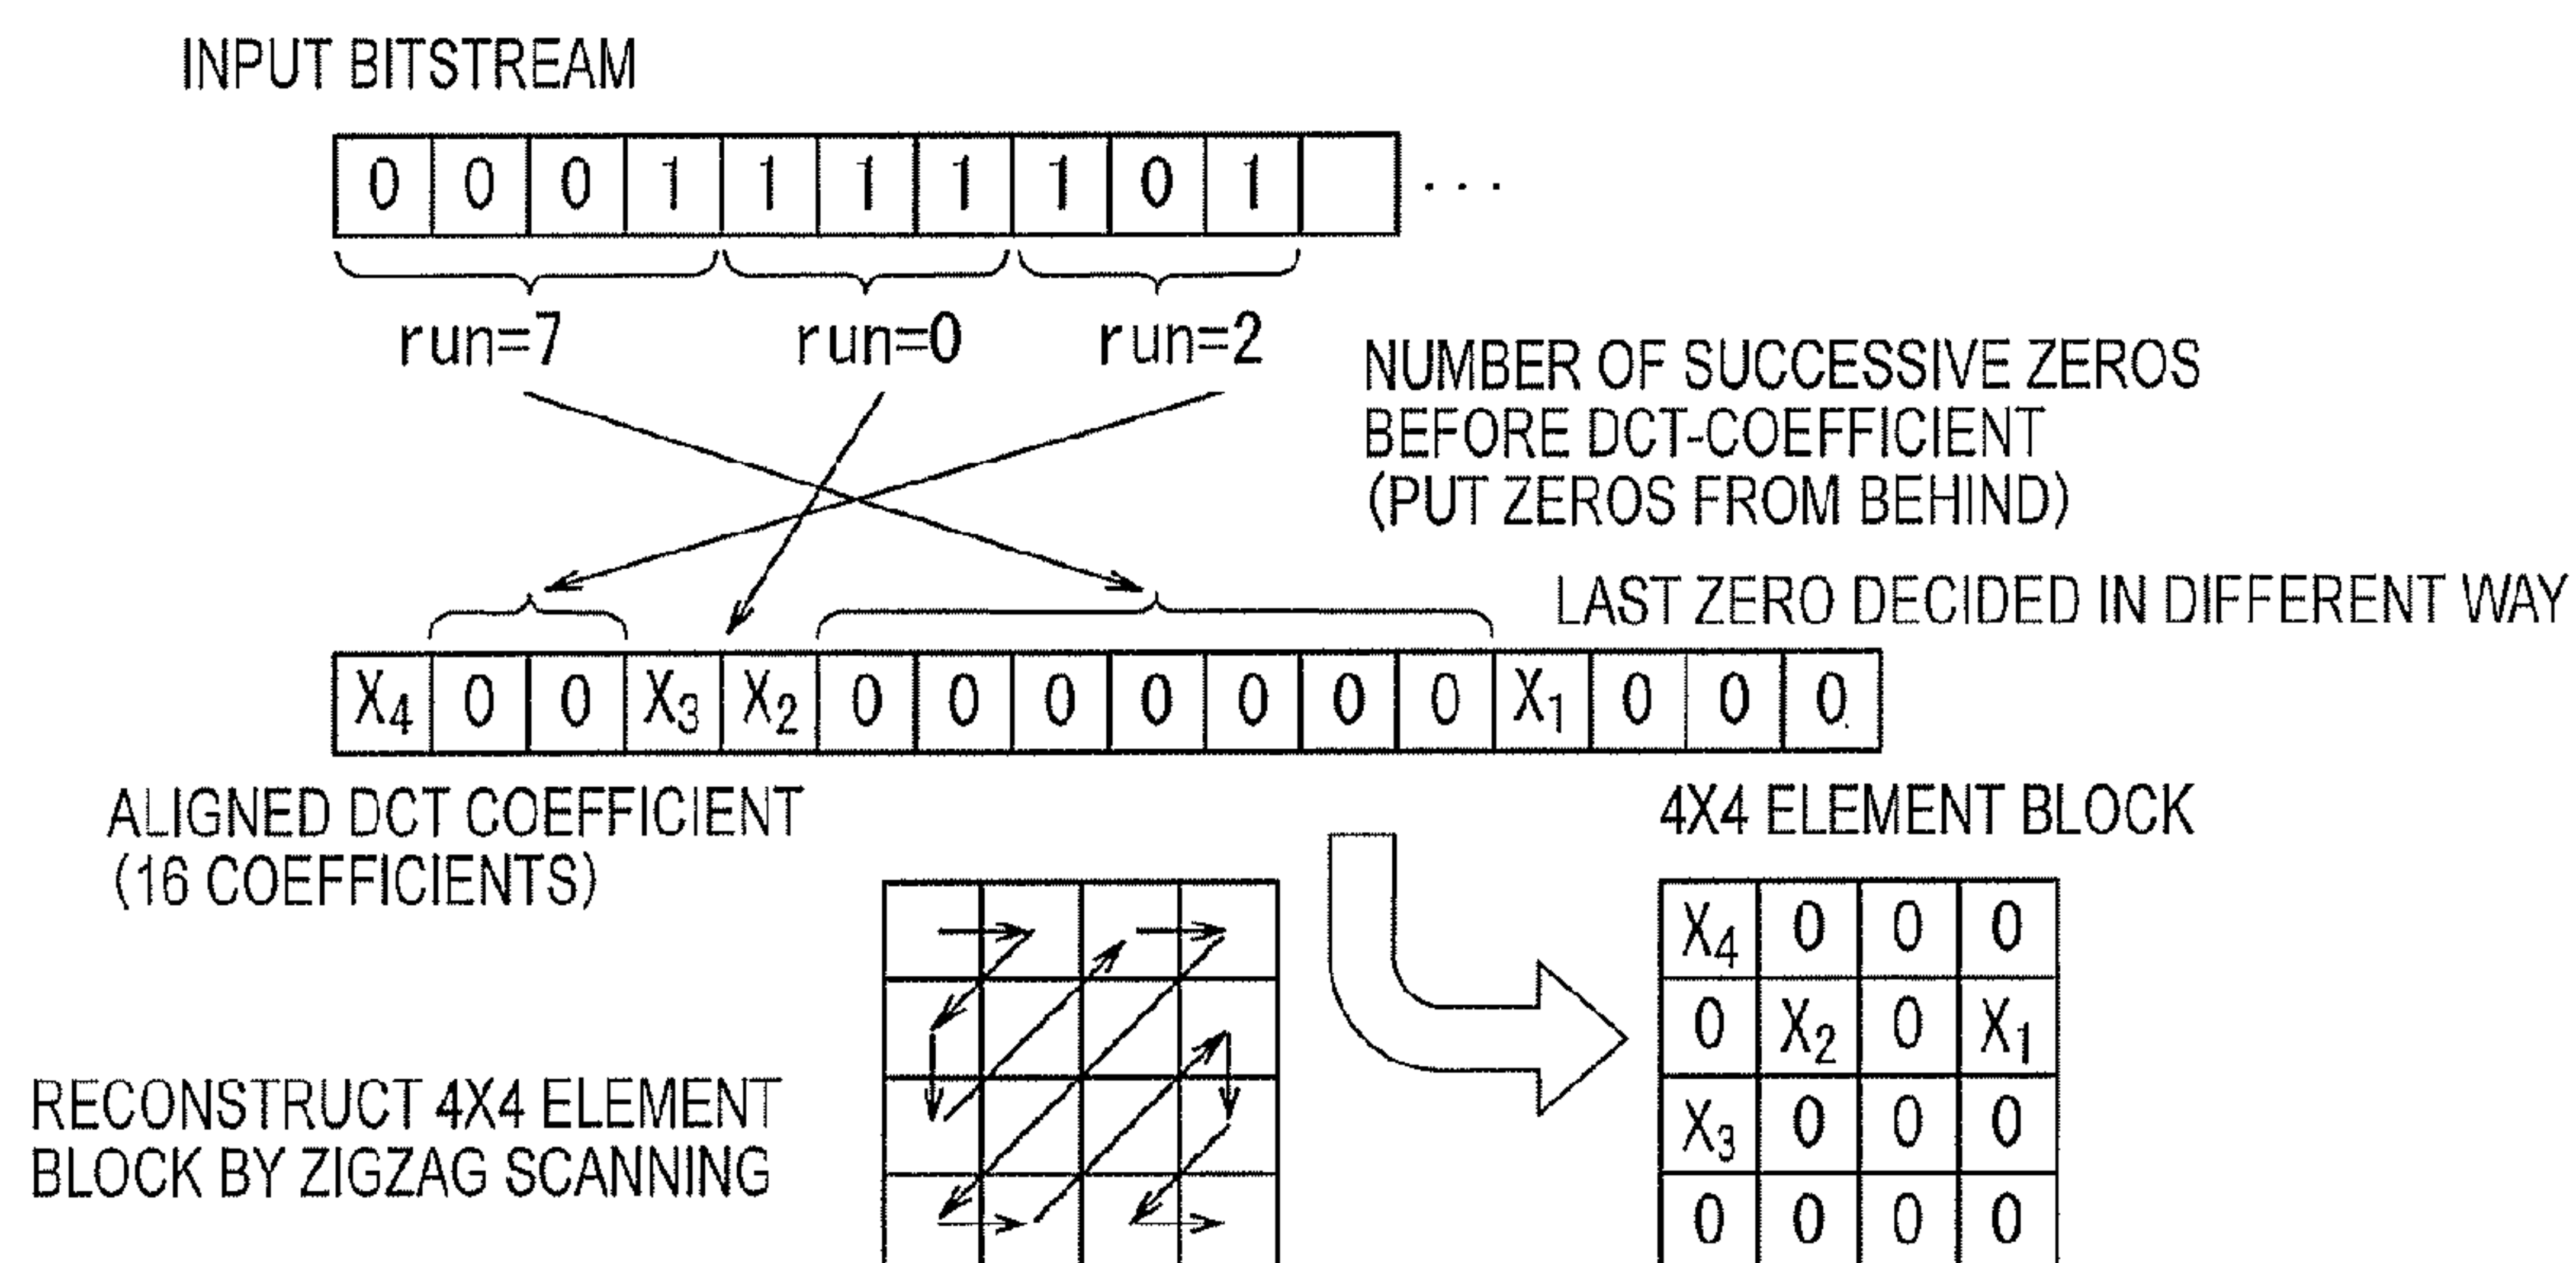 INPUT BITSTREAM
0 0 0 1 1 1 1 1 0 1 ...
run=7 run=0 run=2
NUMBER OF SUCCESSIVE ZEROS
BEFORE DCT-COEFFICIENT
(PUT ZEROS FROM BEHIND)
LAST ZERO DECIDED IN DIFFERENT WAY
X4 0 0 X3 X2 0 0 0 0 0 0 0 X1 0 0 0
ALIGNED DCT COEFFICIENT
(16 COEFFICIENTS)
4X4 ELEMENT BLOCK
X4 0 0 0
0 X2 0 X1
X3 0 0 0
0 0 0 0
RECONSTRUCT 4X4 ELEMENT
BLOCK BY ZIGZAG SCANNING